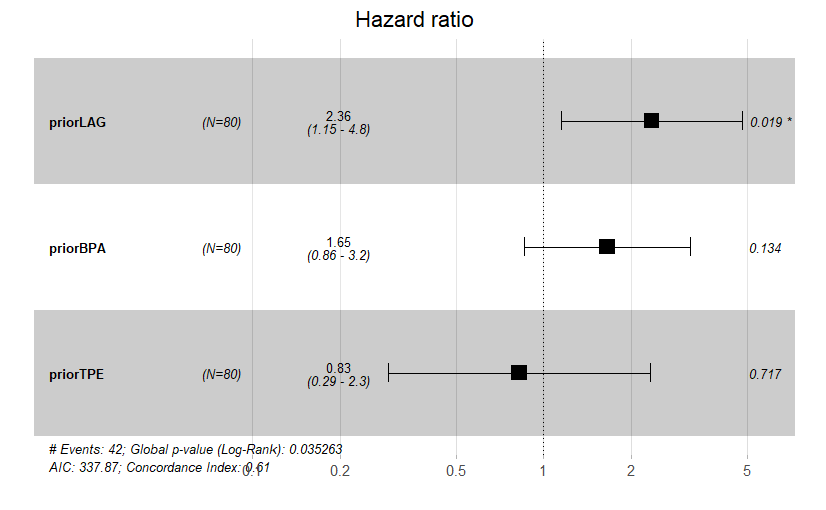 Hazard ratio
priorLAG (N=80) 2.36 (1.15 - 4.8) 0.019 *
priorBPA (N=80) 1.65 (0.86 - 3.2) 0.134
priorTPE (N=80) 0.83 (0.29 - 2.3) 0.717
# Events: 42; Global p-value (Log-Rank): 0.035263
AIC: 337.87; Concordance Index: 0.61
0.1 0.2 0.5 1 2 5